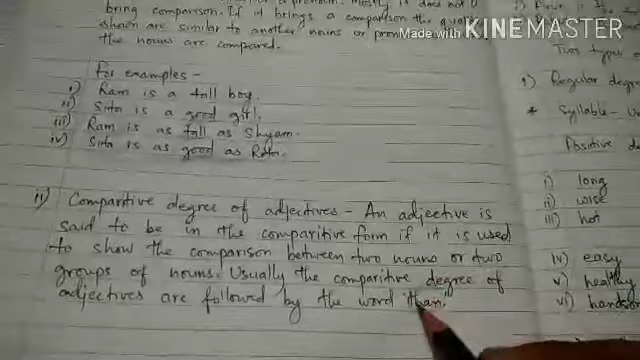 bring comparison. If it brings a comparison the
shown are similar to another nouns or
the nouns are compared.
Made with KINEMASTER
for examples -
i) Ram is a tall boy.
ii) Sita is a good girl.
iii) Ram is as tall as Shyam.
iv) Sita is as good as Rita.
ii) Comparitive degree of adjectives - An adjective is
said to be in the comparitive form if it is used
to show the comparison between two nouns or two
groups of nouns. Usually the comparitive degree of
adjectives are followed by the word "than."
Two types
i) Regular degre
* Syllable -
Positive de
i) long
ii) wise
iii) hot
iv) easy
v) healthy
vi) handso